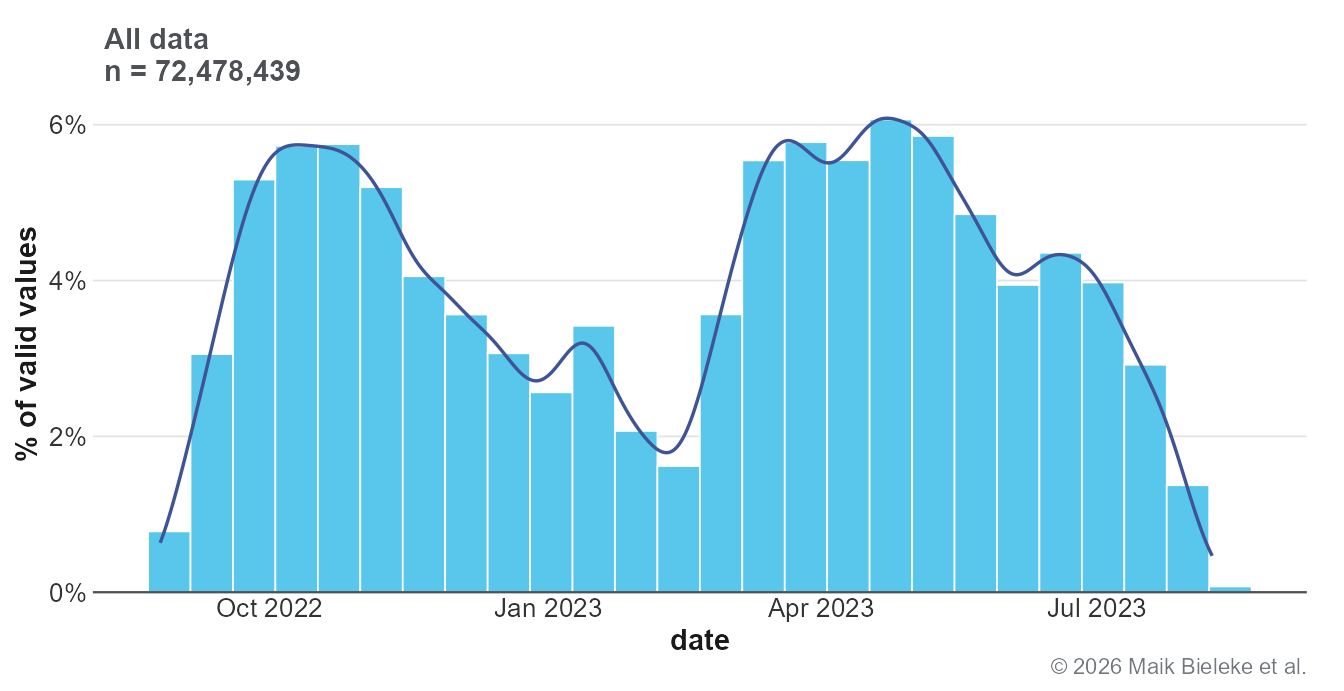 All data
n = 72,478,439
% of valid values
6%
4%
2%
0%
Oct 2022
Jan 2023
Apr 2023
Jul 2023
date
© 2026 Maik Bieleke et al.